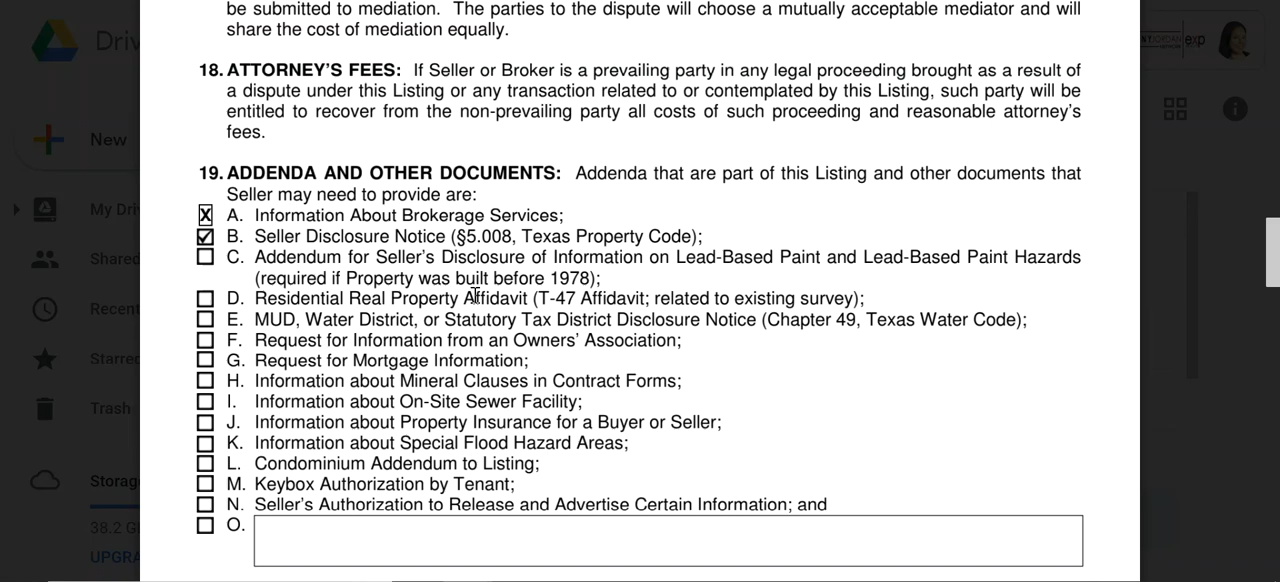 be submitted to mediation. The parties to the dispute will choose a mutually acceptable mediator and will
share the cost of mediation equally.
18. ATTORNEY'S FEES: If Seller or Broker is a prevailing party in any legal proceeding brought as a result of
a dispute under this Listing or any transaction related to or contemplated by this Listing, such party will be
entitled to recover from the non-prevailing party all costs of such proceeding and reasonable attorney's
fees.
19. ADDENDA AND OTHER DOCUMENTS: Addenda that are part of this Listing and other documents that
Seller may need to provide are:
X A. Information About Brokerage Services;
B. Seller Disclosure Notice (§5.008, Texas Property Code);
C. Addendum for Seller's Disclosure of Information on Lead-Based Paint and Lead-Based Paint Hazards
(required if Property was built before 1978);
D. Residential Real Property Affidavit (T-47 Affidavit; related to existing survey);
E. MUD, Water District, or Statutory Tax District Disclosure Notice (Chapter 49, Texas Water Code);
F. Request for Information from an Owners' Association;
G. Request for Mortgage Information;
H. Information about Mineral Clauses in Contract Forms;
I. Information about On-Site Sewer Facility;
J. Information about Property Insurance for a Buyer or Seller;
K. Information about Special Flood Hazard Areas;
L. Condominium Addendum to Listing;
M. Keybox Authorization by Tenant;
N. Seller's Authorization to Release and Advertise Certain Information; and
O.
Driv
New
My Driv
Shared
Recent
Starred
Trash
Storag
38.2 G
UPGRA
exp